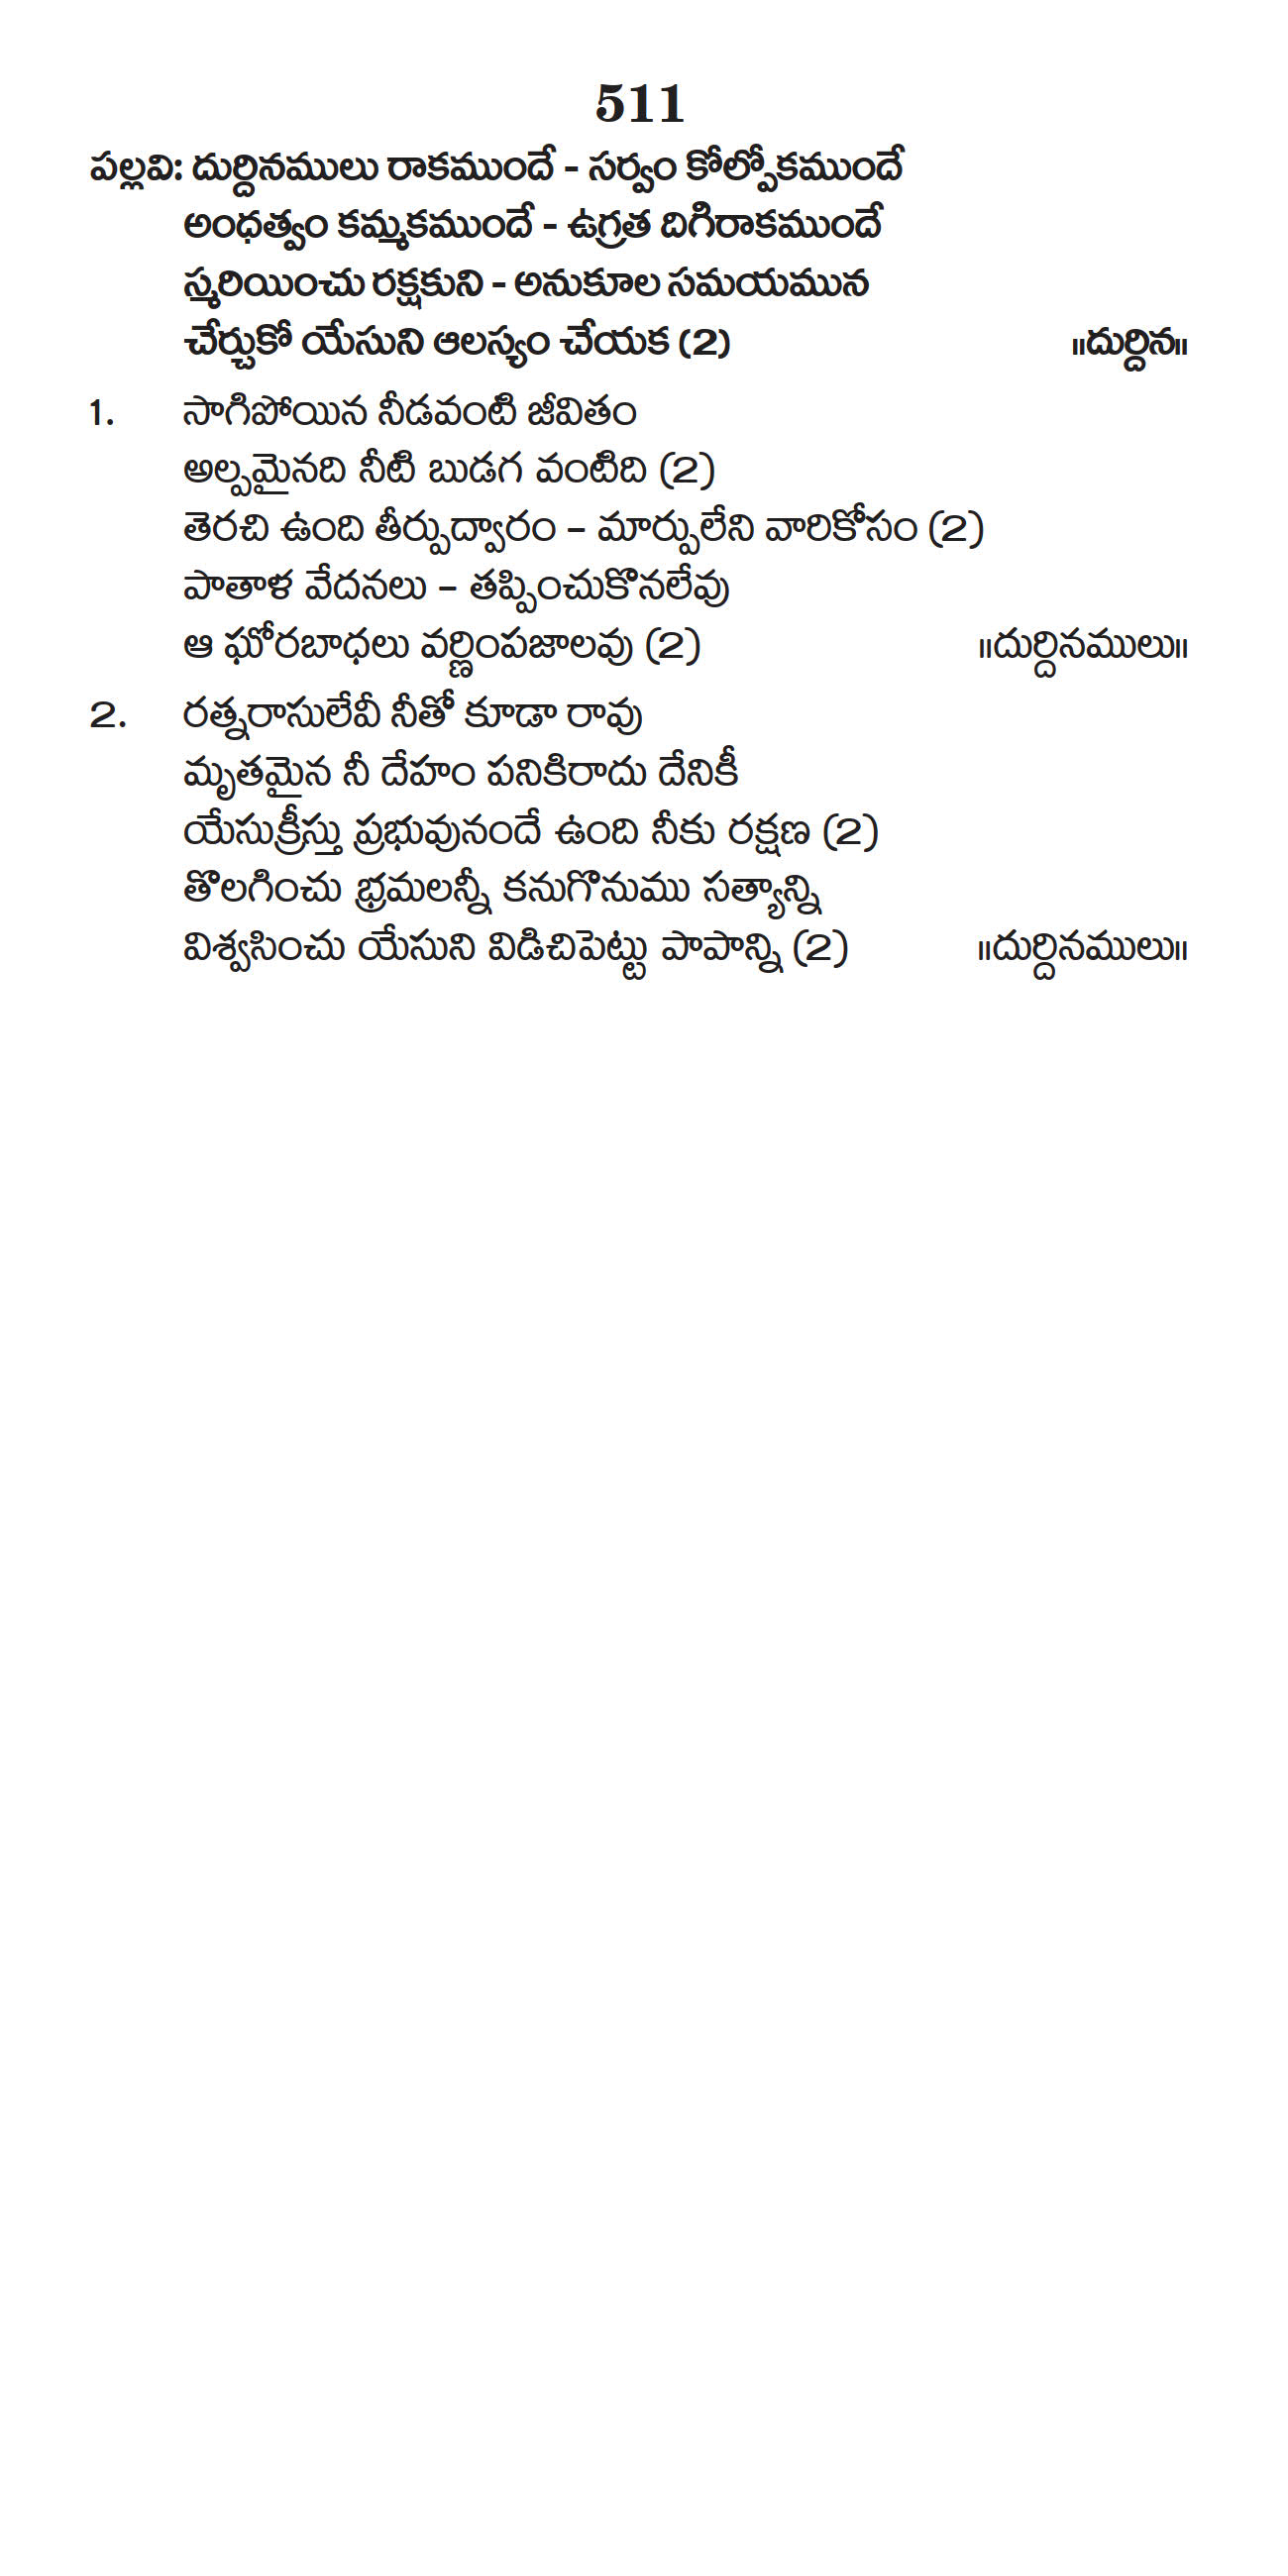 511
పల్లవి: దుర్దినములు రాకముందే - సర్వం కోల్పోకముందే
అంధత్వం కమ్మకముందే - ఉగ్రత దిగిరాకముందే
స్మరియించు రక్షకుని - అనుకూల సమయమున
చేర్చుకో యేసుని ఆలస్యం చేయక (2) ॥దుర్దిన॥
1. సాగిపోయిన నీడవంటి జీవితం
అల్పమైనది నీటి బుడగ వంటిది (2)
తెరచి ఉంది తీర్పుద్వారం – మార్పులేని వారికోసం (2)
పాతాళ వేదనలు – తప్పించుకొనలేవు
ఆ ఘోరబాధలు వర్ణింపజాలవు (2) ॥దుర్దినములు॥
2. రత్నరాసులేవీ నీతో కూడా రావు
మృతమైన నీ దేహం పనికిరాదు దేనికీ
యేసుక్రీస్తు ప్రభువునందే ఉంది నీకు రక్షణ (2)
తొలగించు భ్రమలన్నీ కనుగొనుము సత్యాన్ని
విశ్వసించు యేసుని విడిచిపెట్టు పాపాన్ని (2) ॥దుర్దినములు॥